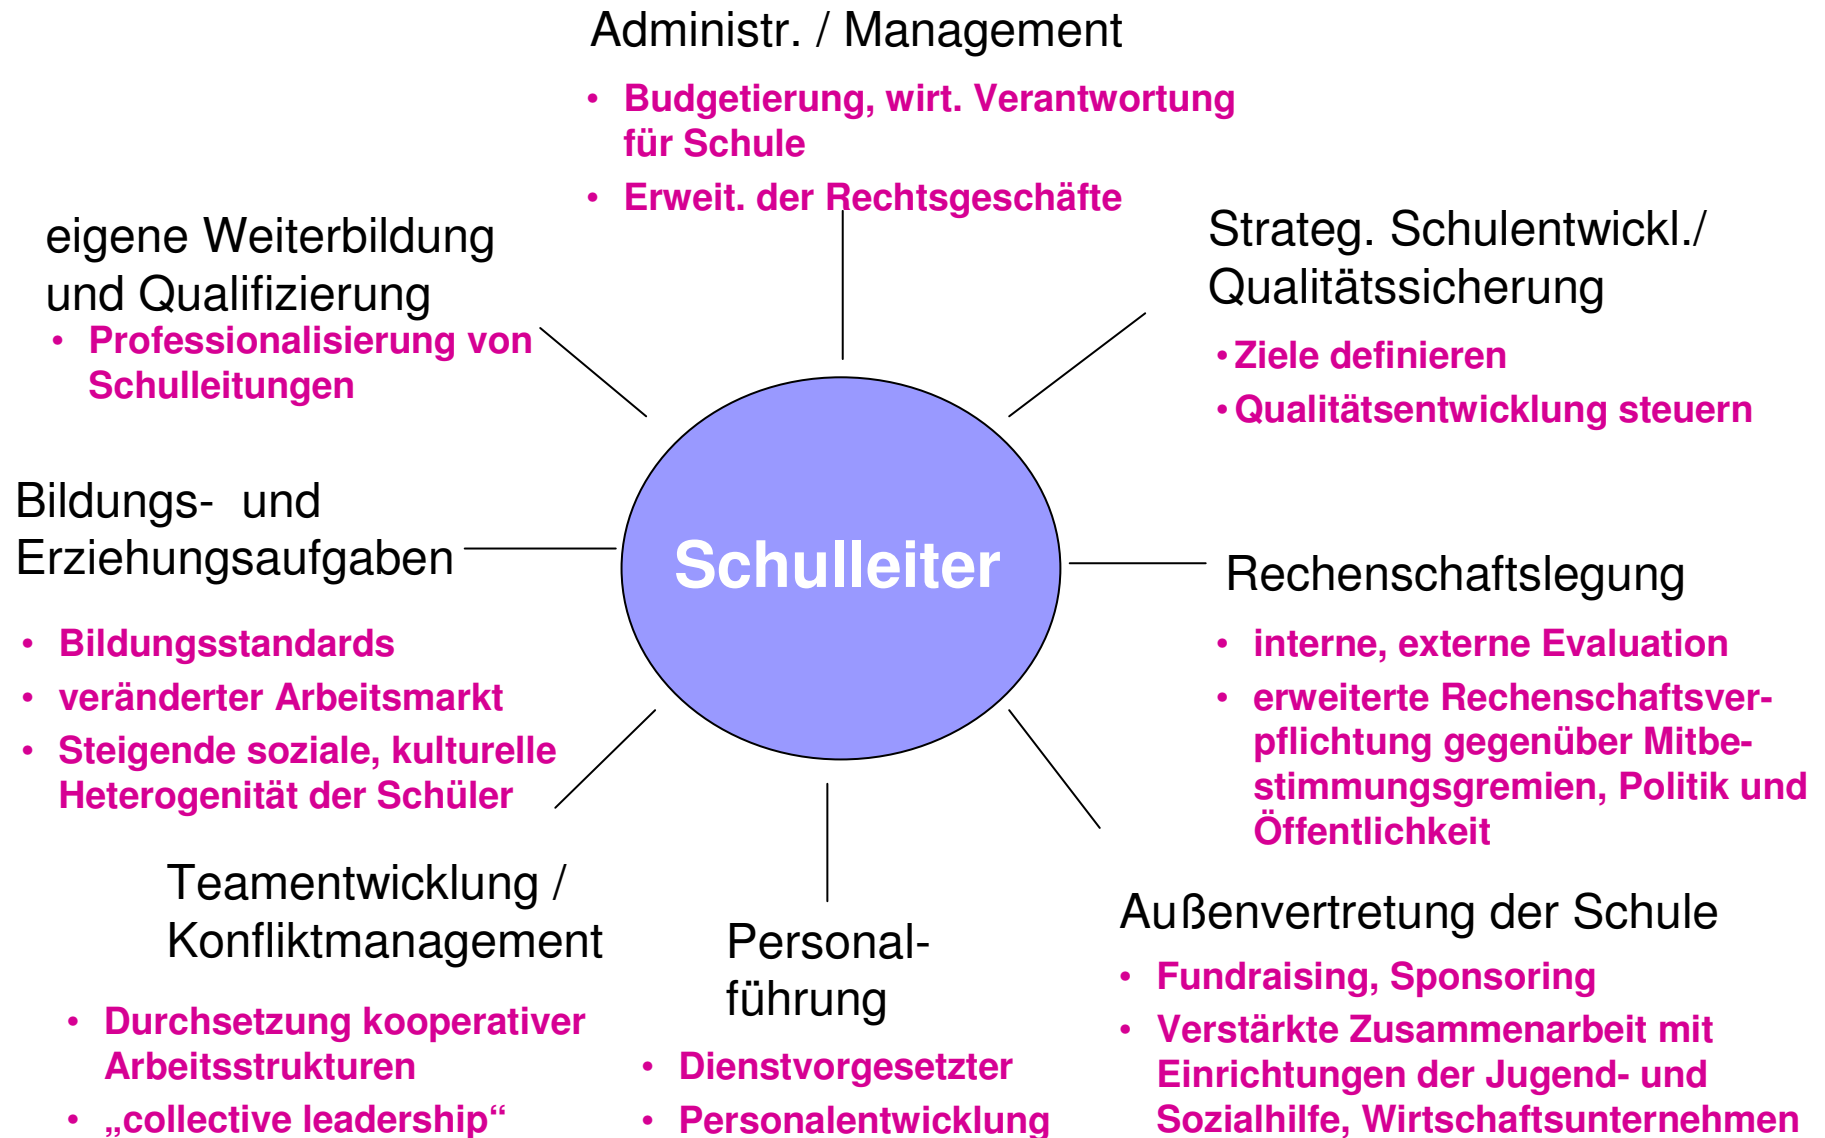 Administr. / Management
• Budgetierung, wirt. Verantwortung
für Schule
• Erweit. der Rechtsgeschäfte
eigene Weiterbildung
und Qualifizierung
• Professionalisierung von
Schulleitungen
Strateg. Schulentwickl./
Qualitätssicherung
• Ziele definieren
• Qualitätsentwicklung steuern
Bildungs- und
Erziehungsaufgaben
• Bildungsstandards
• veränderter Arbeitsmarkt
• Steigende soziale, kulturelle
Heterogenität der Schüler
Schulleiter
Rechenschaftslegung
• interne, externe Evaluation
• erweiterte Rechenschaftsver-
pflichtung gegenüber Mitbe-
stimmungsgremien, Politik und
Öffentlichkeit
Teamentwicklung /
Konfliktmanagement
• Durchsetzung kooperativer
Arbeitsstrukturen
• „collective leadership“
Personal-
führung
• Dienstvorgesetzter
• Personalentwicklung
Außenvertretung der Schule
• Fundraising, Sponsoring
• Verstärkte Zusammenarbeit mit
Einrichtungen der Jugend- und
Sozialhilfe, Wirtschaftsunternehmen